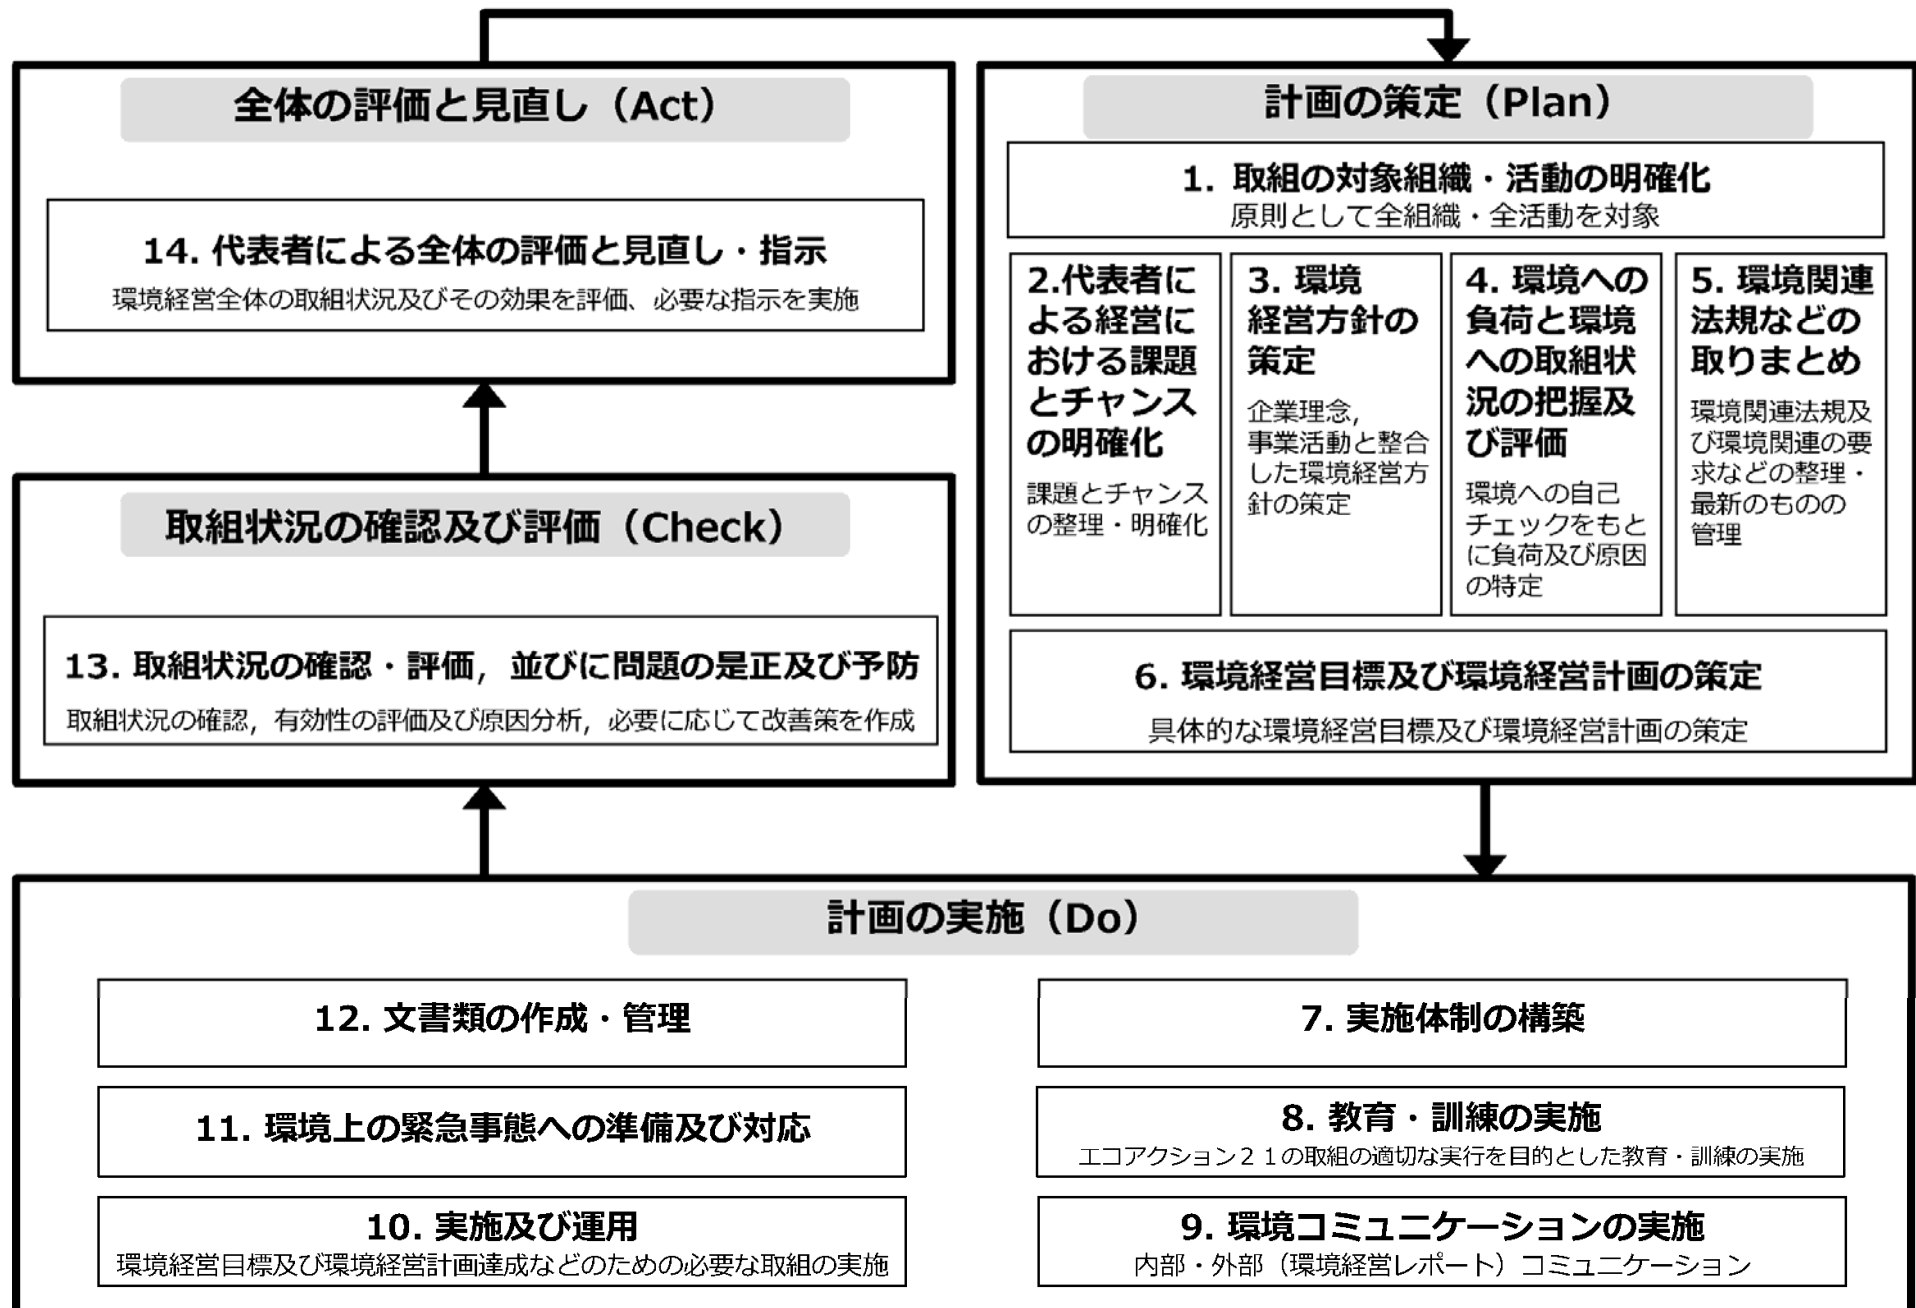 全体の評価と見直し（Act）
14. 代表者による全体の評価と見直し・指示
環境経営全体の取組状況及びその効果を評価、必要な指示を実施
取組状況の確認及び評価（Check）
13. 取組状況の確認・評価，並びに問題の是正及び予防
取組状況の確認，有効性の評価及び原因分析，必要に応じて改善策を作成
計画の策定（Plan）
1. 取組の対象組織・活動の明確化
原則として全組織・全活動を対象
2.代表者に
よる経営に
おける課題
とチャンス
の明確化
課題とチャンス
の整理・明確化
3. 環境
経営方針の
策定
企業理念，
事業活動と整合
した環境経営方
針の策定
4. 環境への
負荷と環境
への取組状
況の把握及
び評価
環境への自己
チェックをもと
に負荷及び原因
の特定
5. 環境関連
法規などの
取りまとめ
環境関連法規及
び環境関連の要
求などの整理・
最新のものの
管理
6. 環境経営目標及び環境経営計画の策定
具体的な環境経営目標及び環境経営計画の策定
計画の実施（Do）
12. 文書類の作成・管理
11. 環境上の緊急事態への準備及び対応
10. 実施及び運用
環境経営目標及び環境経営計画達成などのための必要な取組の実施
7. 実施体制の構築
8. 教育・訓練の実施
エコアクション２１の取組の適切な実行を目的とした教育・訓練の実施
9. 環境コミュニケーションの実施
内部・外部（環境経営レポート）コミュニケーション